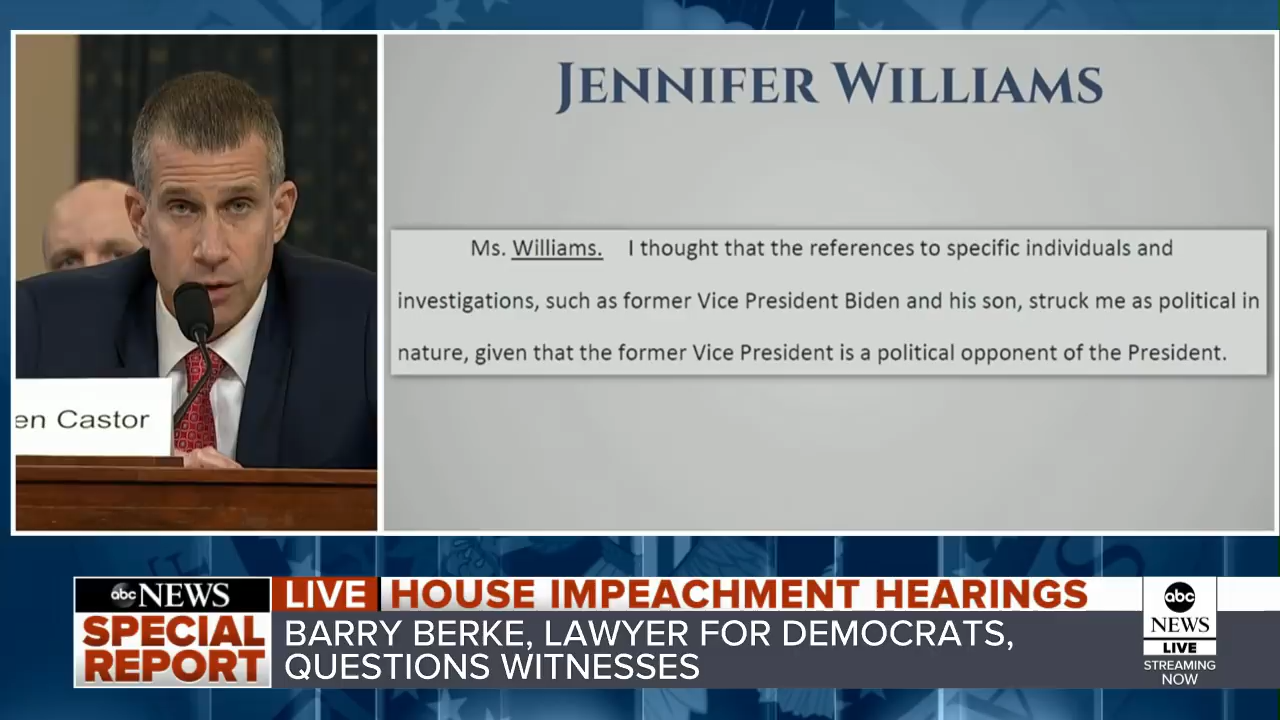 JENNIFER WILLIAMS
Ms. Williams. I thought that the references to specific individuals and
investigations, such as former Vice President Biden and his son, struck me as political in
nature, given that the former Vice President is a political opponent of the President.
en Castor
abc NEWS
SPECIAL
REPORT
LIVE HOUSE IMPEACHMENT HEARINGS
BARRY BERKE, LAWYER FOR DEMOCRATS,
QUESTIONS WITNESSES
abc
NEWS
LIVE
STREAMING
NOW